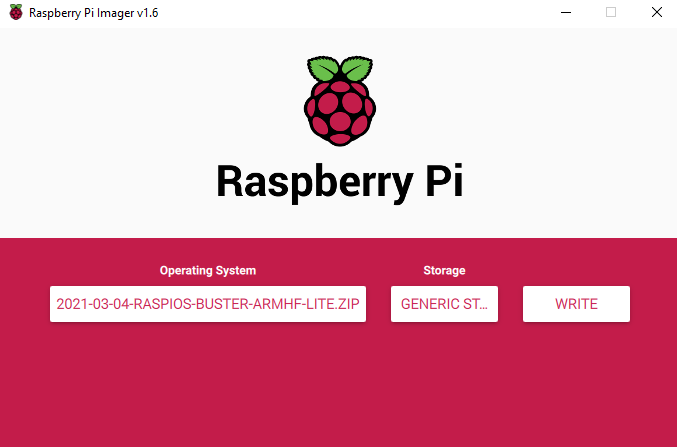 Raspberry Pi Imager v1.6
Raspberry Pi
Operating System
Storage
2021-03-04-RASPIOS-BUSTER-ARMHF-LITE.ZIP
GENERIC ST...
WRITE